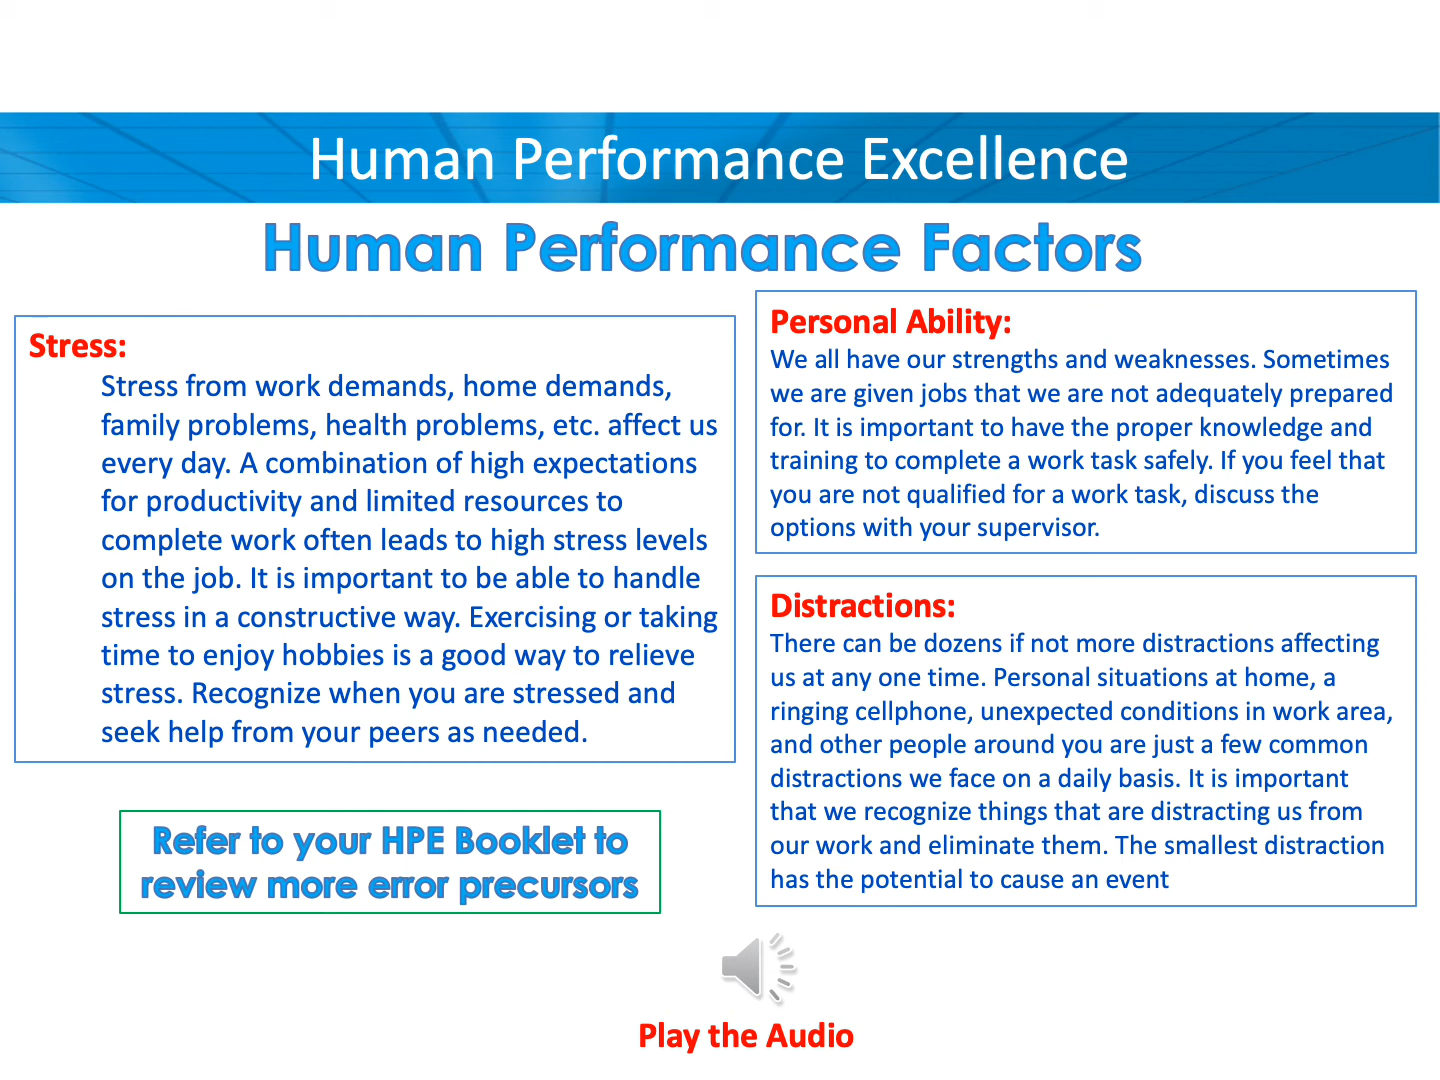 Human Performance Excellence
Human Performance Factors
Stress:
Stress from work demands, home demands,
family problems, health problems, etc. affect us
every day. A combination of high expectations
for productivity and limited resources to
complete work often leads to high stress levels
on the job. It is important to be able to handle
stress in a constructive way. Exercising or taking
time to enjoy hobbies is a good way to relieve
stress. Recognize when you are stressed and
seek help from your peers as needed.
Refer to your HPE Booklet to
review more error precursors
Personal Ability:
We all have our strengths and weaknesses. Sometimes
we are given jobs that we are not adequately prepared
for. It is important to have the proper knowledge and
training to complete a work task safely. If you feel that
you are not qualified for a work task, discuss the
options with your supervisor.
Distractions:
There can be dozens if not more distractions affecting
us at any one time. Personal situations at home, a
ringing cellphone, unexpected conditions in work area,
and other people around you are just a few common
distractions we face on a daily basis. It is important
that we recognize things that are distracting us from
our work and eliminate them. The smallest distraction
has the potential to cause an event
Play the Audio